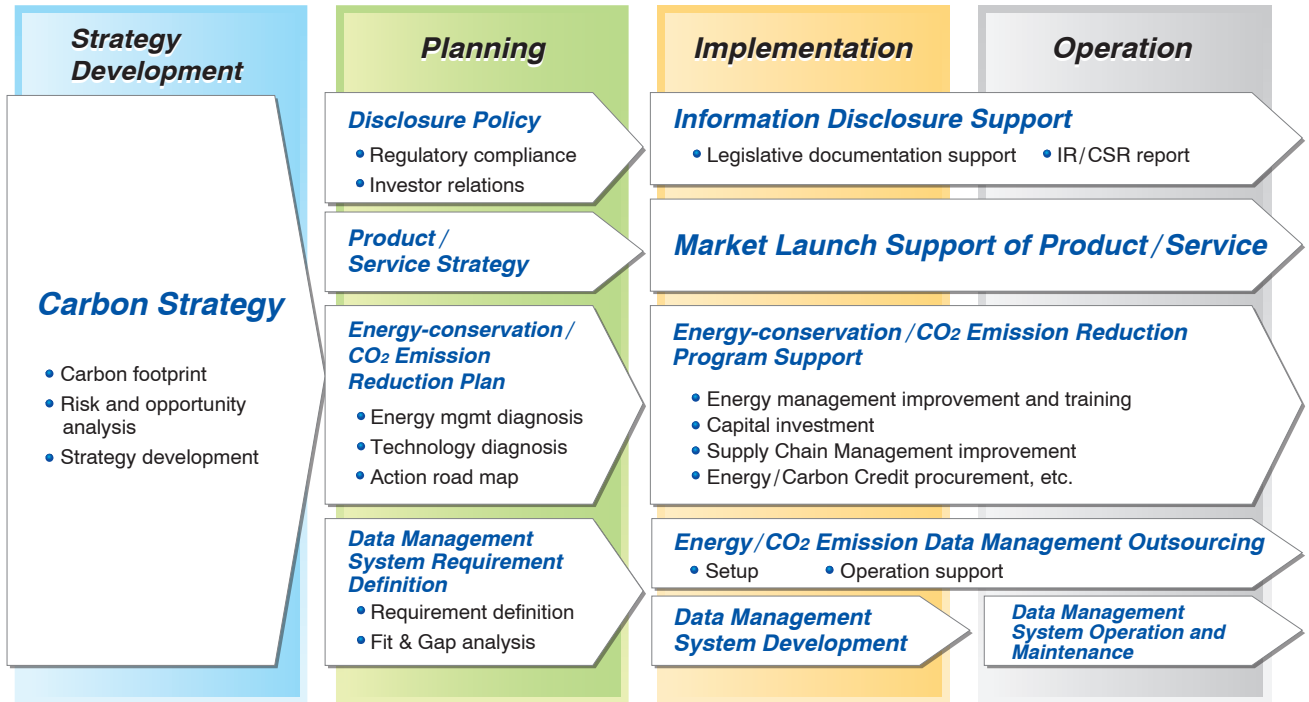 Strategy
Development
Planning
Implementation
Operation
Carbon Strategy
• Carbon footprint
• Risk and opportunity
analysis
• Strategy development
Disclosure Policy
• Regulatory compliance
• Investor relations
Product/
Service Strategy
Energy-conservation/
CO2 Emission
Reduction Plan
• Energy mgmt diagnosis
• Technology diagnosis
• Action road map
Data Management
System Requirement
Definition
• Requirement definition
• Fit & Gap analysis
Information Disclosure Support
• Legislative documentation support • IR/CSR report
Market Launch Support of Product/Service
Energy-conservation/CO2 Emission Reduction
Program Support
• Energy management improvement and training
• Capital investment
• Supply Chain Management improvement
• Energy/Carbon Credit procurement, etc.
Energy/CO2 Emission Data Management Outsourcing
• Setup • Operation support
Data Management
System Development
Data Management
System Operation and
Maintenance